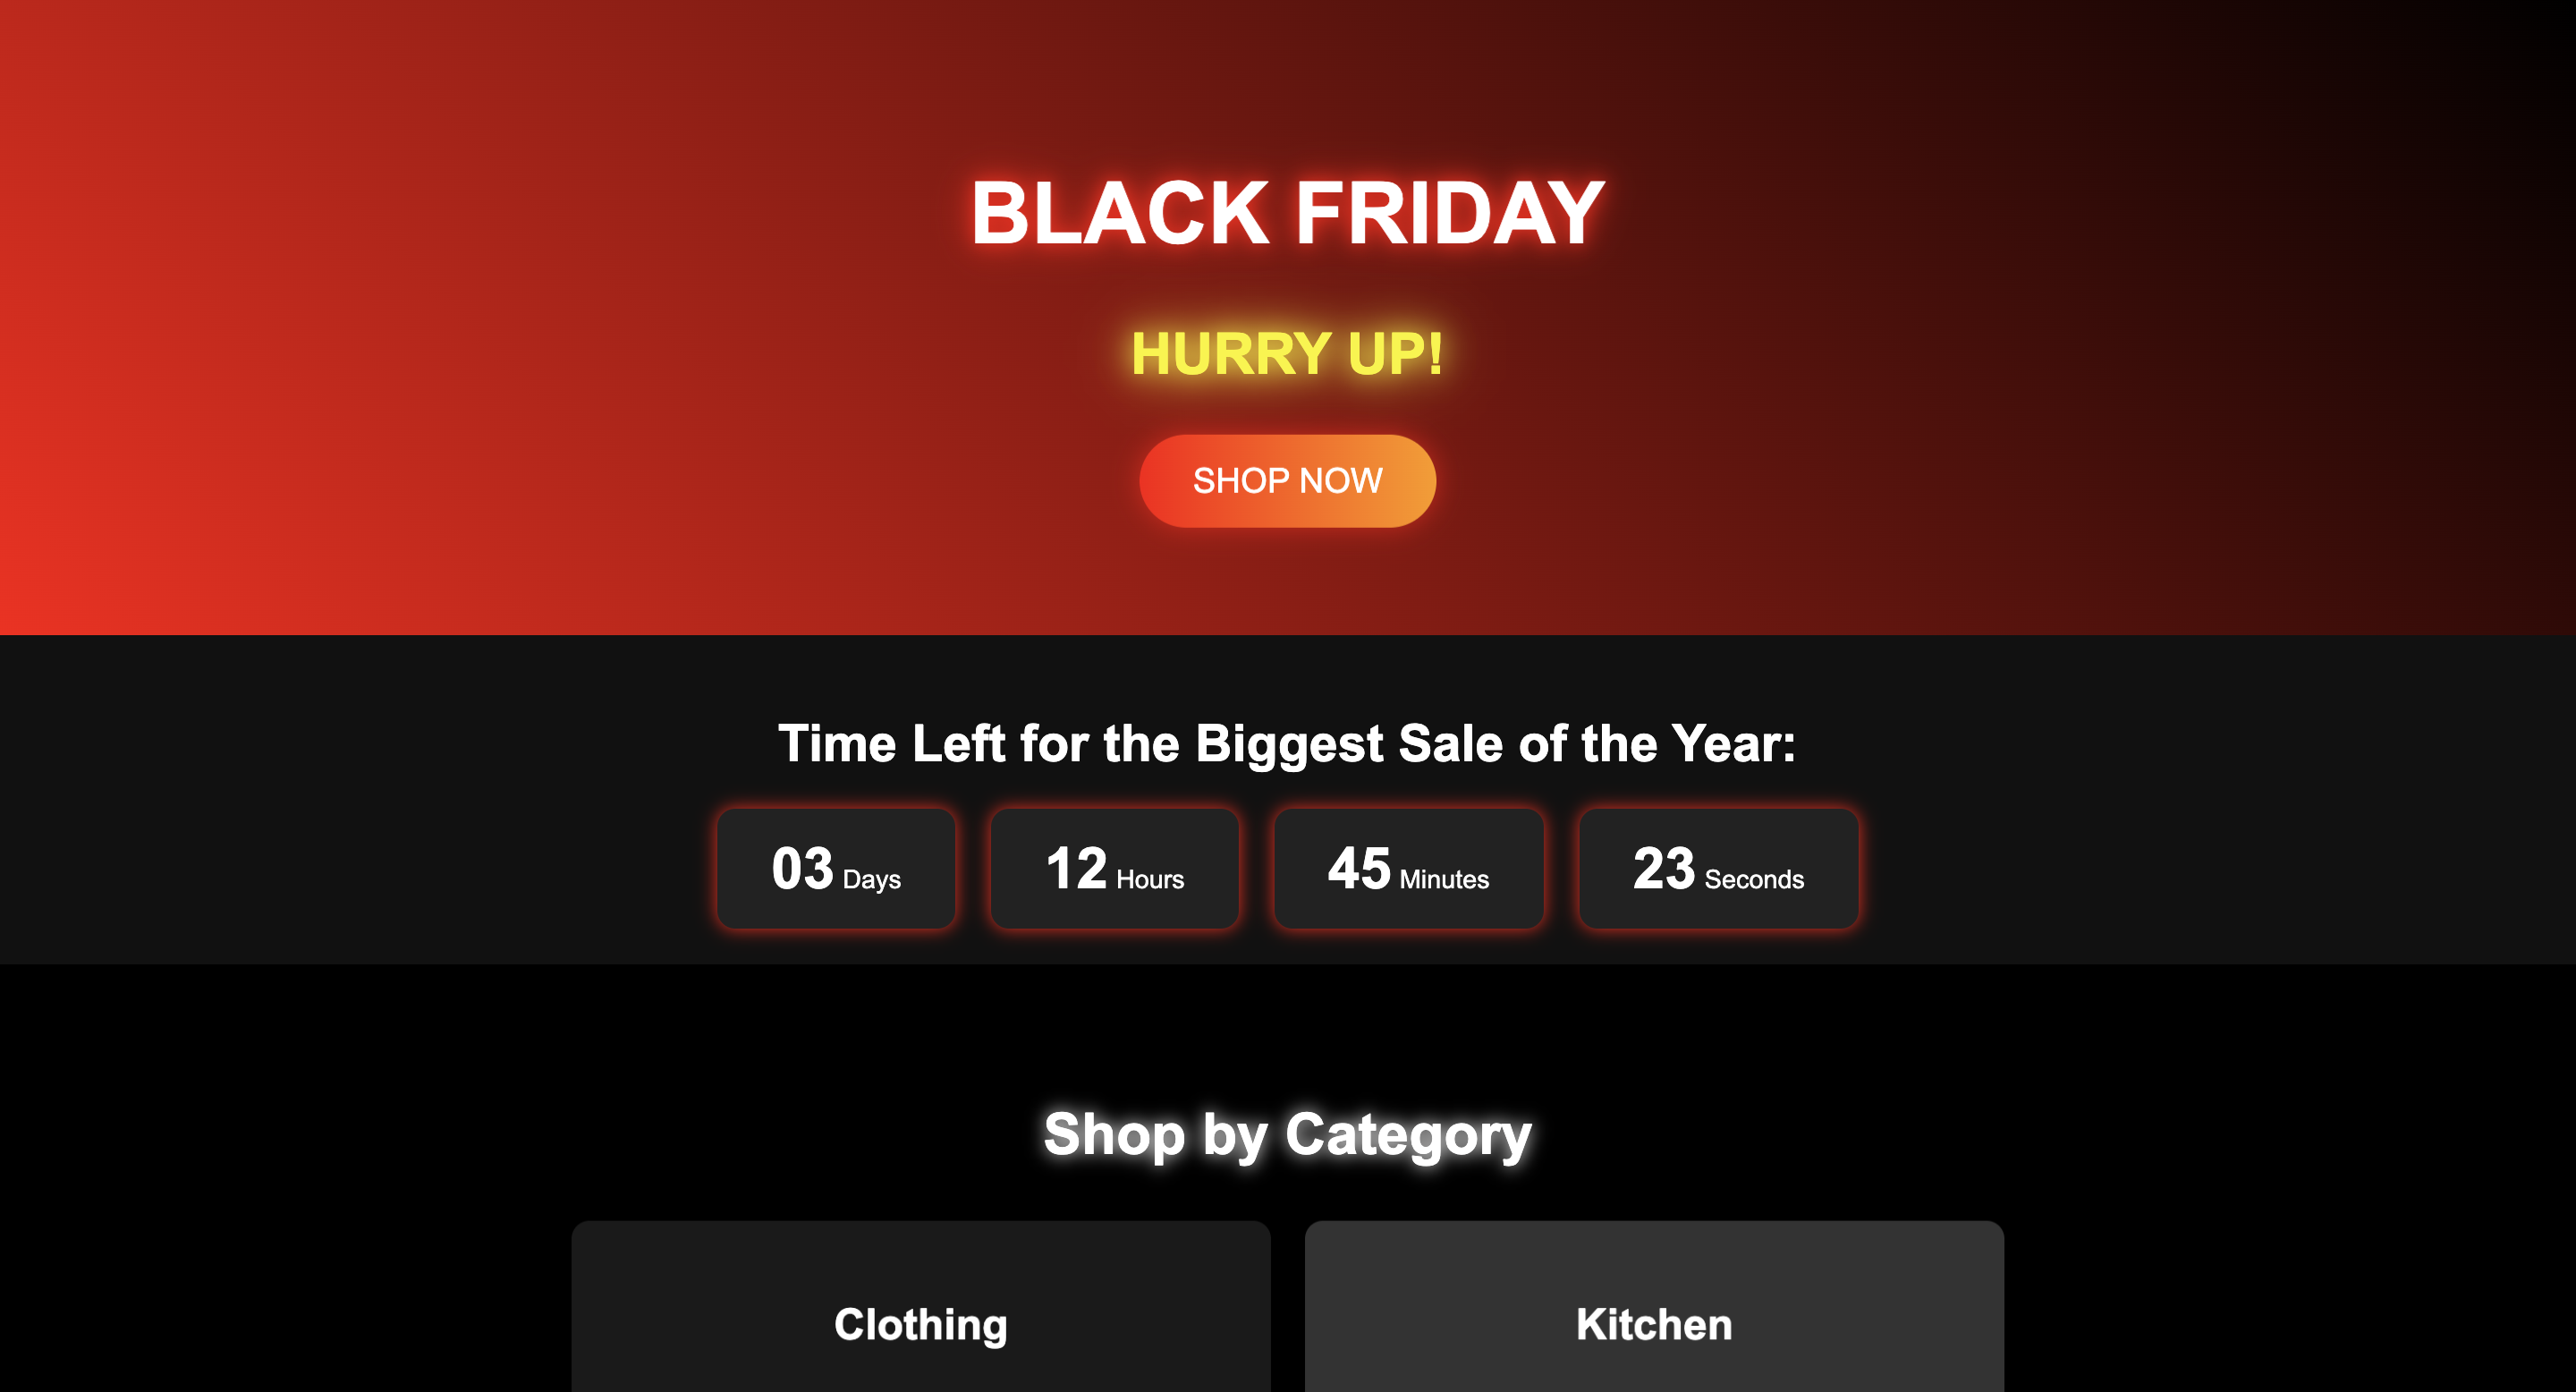 BLACK FRIDAY
HURRY UP!
SHOP NOW
Time Left for the Biggest Sale of the Year:
03 Days 12 Hours 45 Minutes 23 Seconds
Shop by Category
Clothing Kitchen